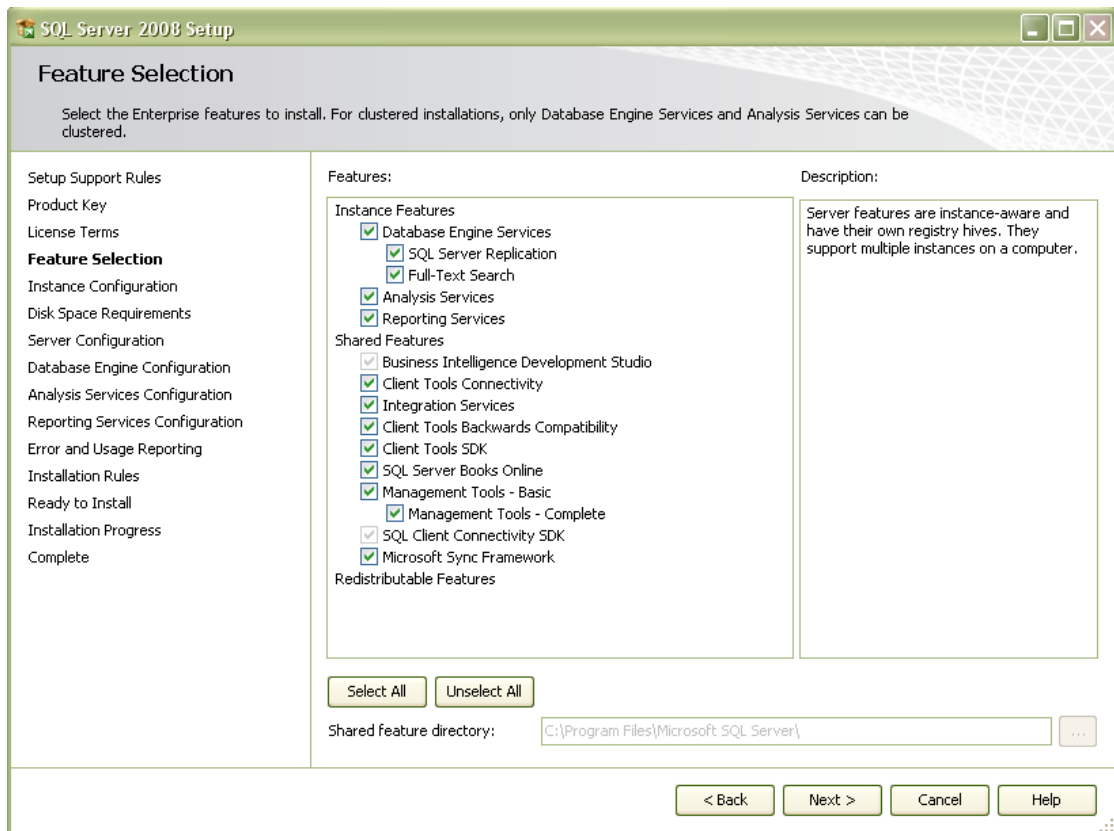 SQL Server 2008 Setup
Feature Selection
Select the Enterprise features to install. For clustered installations, only Database Engine Services and Analysis Services can be
clustered.
Setup Support Rules
Product Key
License Terms
Feature Selection
Instance Configuration
Disk Space Requirements
Server Configuration
Database Engine Configuration
Analysis Services Configuration
Reporting Services Configuration
Error and Usage Reporting
Installation Rules
Ready to Install
Installation Progress
Complete
Features:
Instance Features
Database Engine Services
SQL Server Replication
Full-Text Search
Analysis Services
Reporting Services
Shared Features
Business Intelligence Development Studio
Client Tools Connectivity
Integration Services
Client Tools Backwards Compatibility
Client Tools SDK
SQL Server Books Online
Management Tools - Basic
Management Tools - Complete
SQL Client Connectivity SDK
Microsoft Sync Framework
Redistributable Features
Description:
Server features are instance-aware and
have their own registry hives. They
support multiple instances on a computer.
Select All
Unselect All
Shared feature directory:
C:\Program Files\Microsoft SQL Server\
...
< Back
Next >
Cancel
Help